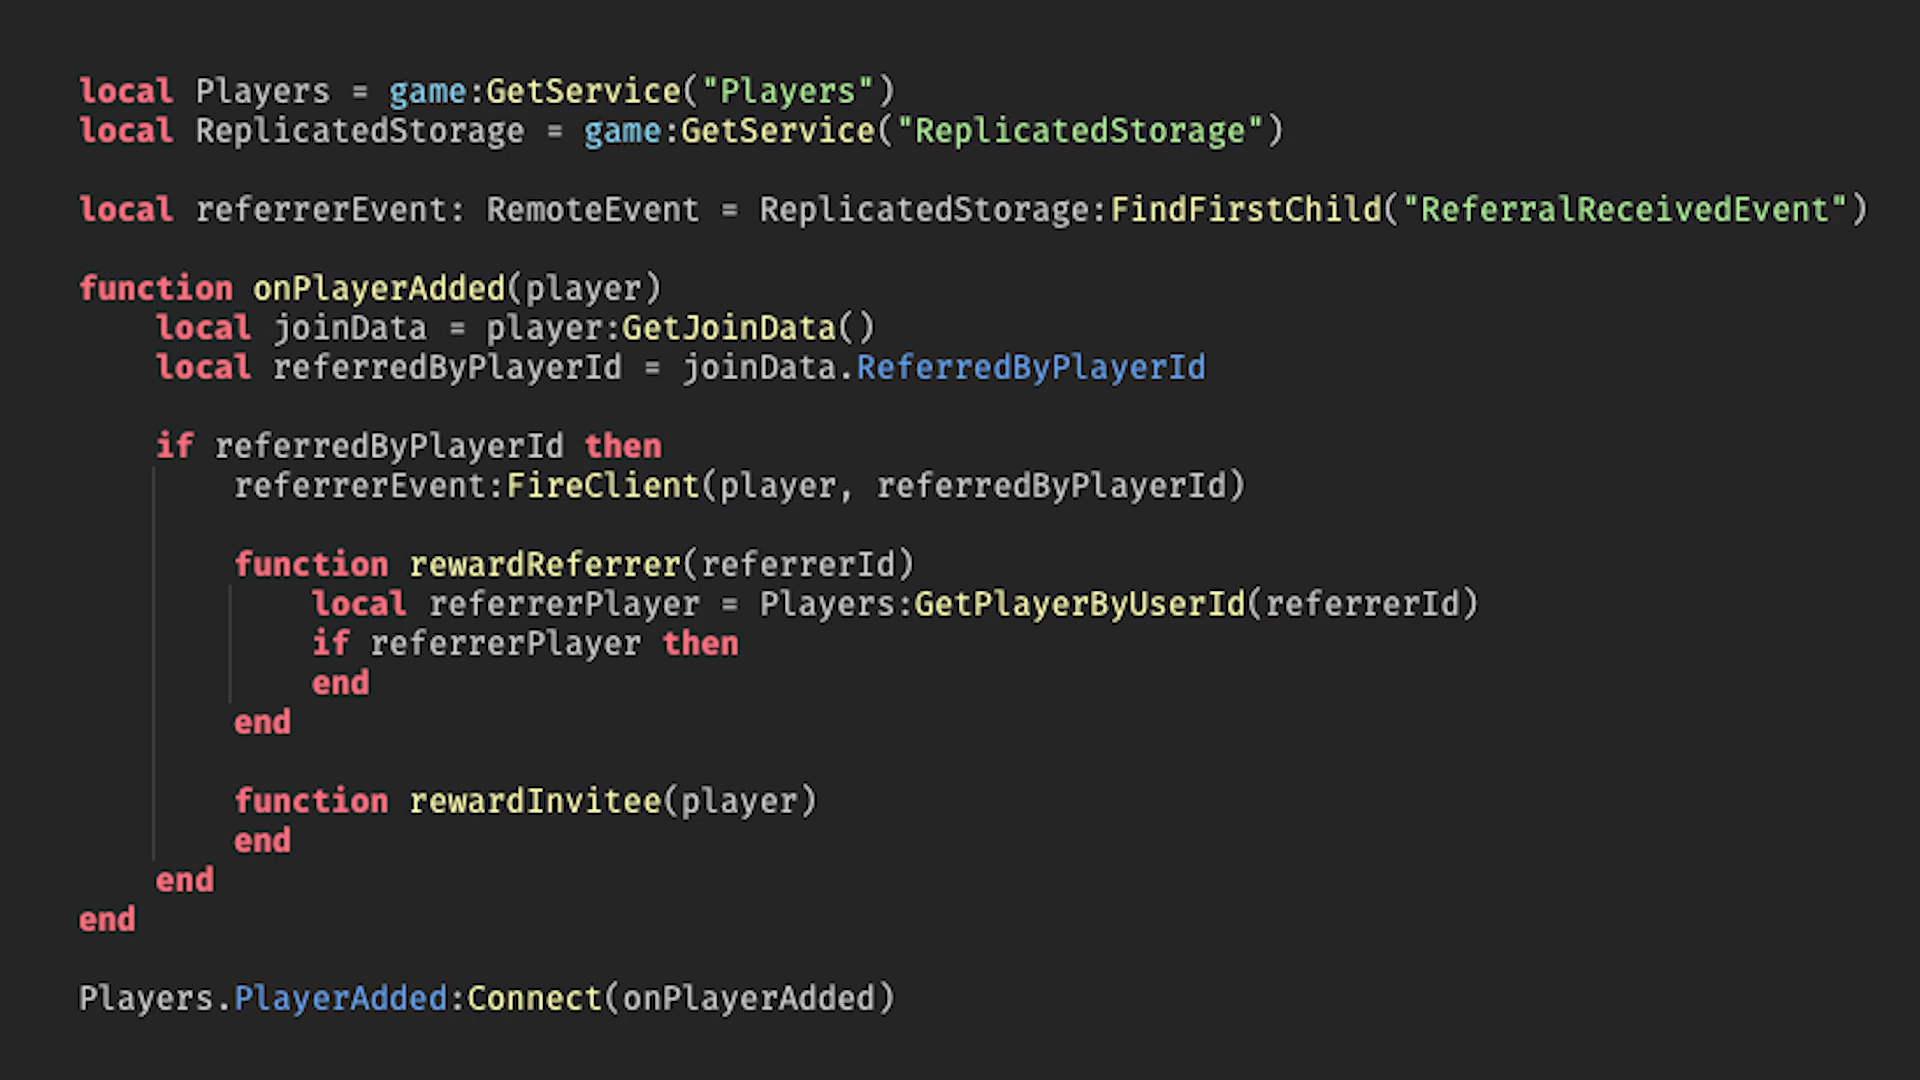 local Players = game:GetService("Players")
local ReplicatedStorage = game:GetService("ReplicatedStorage")
local referrerEvent: RemoteEvent = ReplicatedStorage:FindFirstChild("ReferralReceivedEvent")
function onPlayerAdded(player)
    local joinData = player:GetJoinData()
    local referredByPlayerId = joinData.ReferredByPlayerId
    if referredByPlayerId then
        referrerEvent:FireClient(player, referredByPlayerId)
        function rewardReferrer(referrerId)
            local referrerPlayer = Players:GetPlayerByUserId(referrerId)
            if referrerPlayer then
            end
        end
        function rewardInvitee(player)
        end
    end
end
Players.PlayerAdded:Connect(onPlayerAdded)